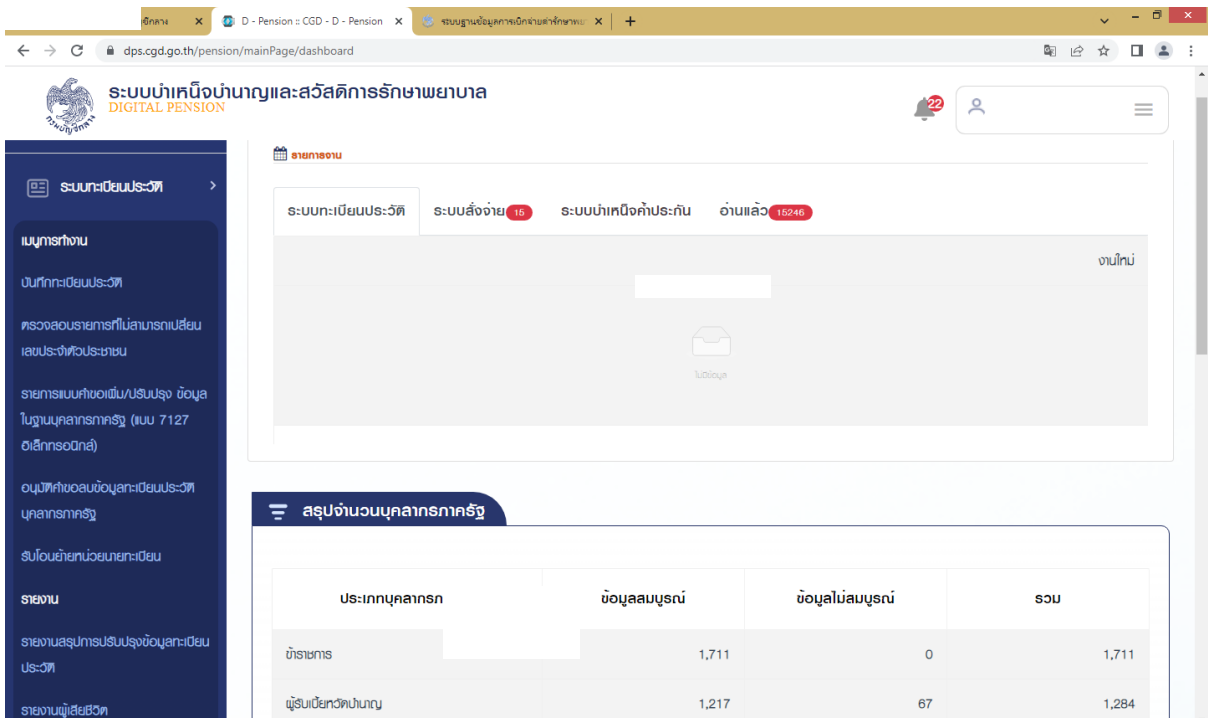 D - Pension :: CGD - D - Pension
dps.cgd.go.th/pension/mainPage/dashboard
ระบบบำเหน็จบำนาญและสวัสดิการรักษาพยาบาล
DIGITAL PENSION
22
กรมบัญชีกลาง
รายการงาน
ระบบทะเบียนประวัติ
เมนูการทำงาน
บันทึกทะเบียนประวัติ
ตรวจสอบรายการที่ไม่สามารถเปลี่ยน
เลขประจำตัวประชาชน
รายการแบบคำขอเพิ่ม/ปรับปรุง ข้อมูล
ในฐานบุคลากรภาครัฐ (แบบ 7127
อิเล็กทรอนิกส์)
อนุมัติคำขอลบข้อมูลทะเบียนประวัติ
บุคลากรภาครัฐ
รับโอนย้ายหน่วยนายทะเบียน
รายงาน
รายงานสรุปการปรับปรุงข้อมูลทะเบียน
ประวัติ
รายงานผู้เสียชีวิต
ระบบทะเบียนประวัติ ระบบสั่งจ่าย 15 ระบบบำเหน็จค้ำประกัน อ่านแล้ว 15246
งานใหม่
ไม่มีข้อมูล
สรุปจำนวนบุคลากรภาครัฐ
ประเภทบุคลากรภ ข้อมูลสมบูรณ์ ข้อมูลไม่สมบูรณ์ รวม
ข้าราชการ 1,711 0 1,711
ผู้รับเบี้ยหวัดบำนาญ 1,217 67 1,284